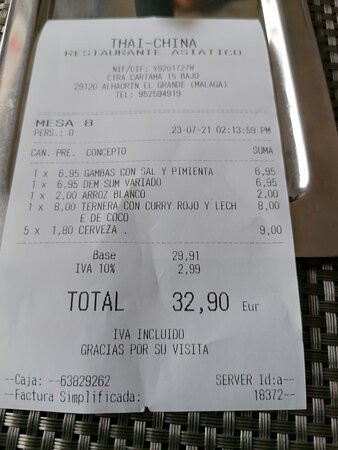 THAI-CHINA
RESTAURANTE ASIATICO
NIF/CIF: X9201727H
CTRA CARTAMA 15 BAJO
29120 ALHAURIN EL GRANDE (MALAGA)
TEL: 952594919
MESA 8
PERS.: 0 23-07-21 02:13:59 PM
CAN. PRE. CONCEPTO SUMA
1 x 6,95 GAMBAS CON SAL Y PIMIENTA 6,95
1 x 6,95 DEM SUM VARIADO 6,95
1 x 2,00 ARROZ BLANCO 2,00
1 x 8,00 TERNERA CON CURRY ROJO Y LECH 8,00
E DE COCO
5 x 1,80 CERVEZA . 9,00
Base 29,91
IVA 10% 2,99
TOTAL 32,90 Eur
IVA INCLUIDO
GRACIAS POR SU VISITA
--Caja: --63829262 SERVER Id:a--
--Factura Simplificada: 18372--